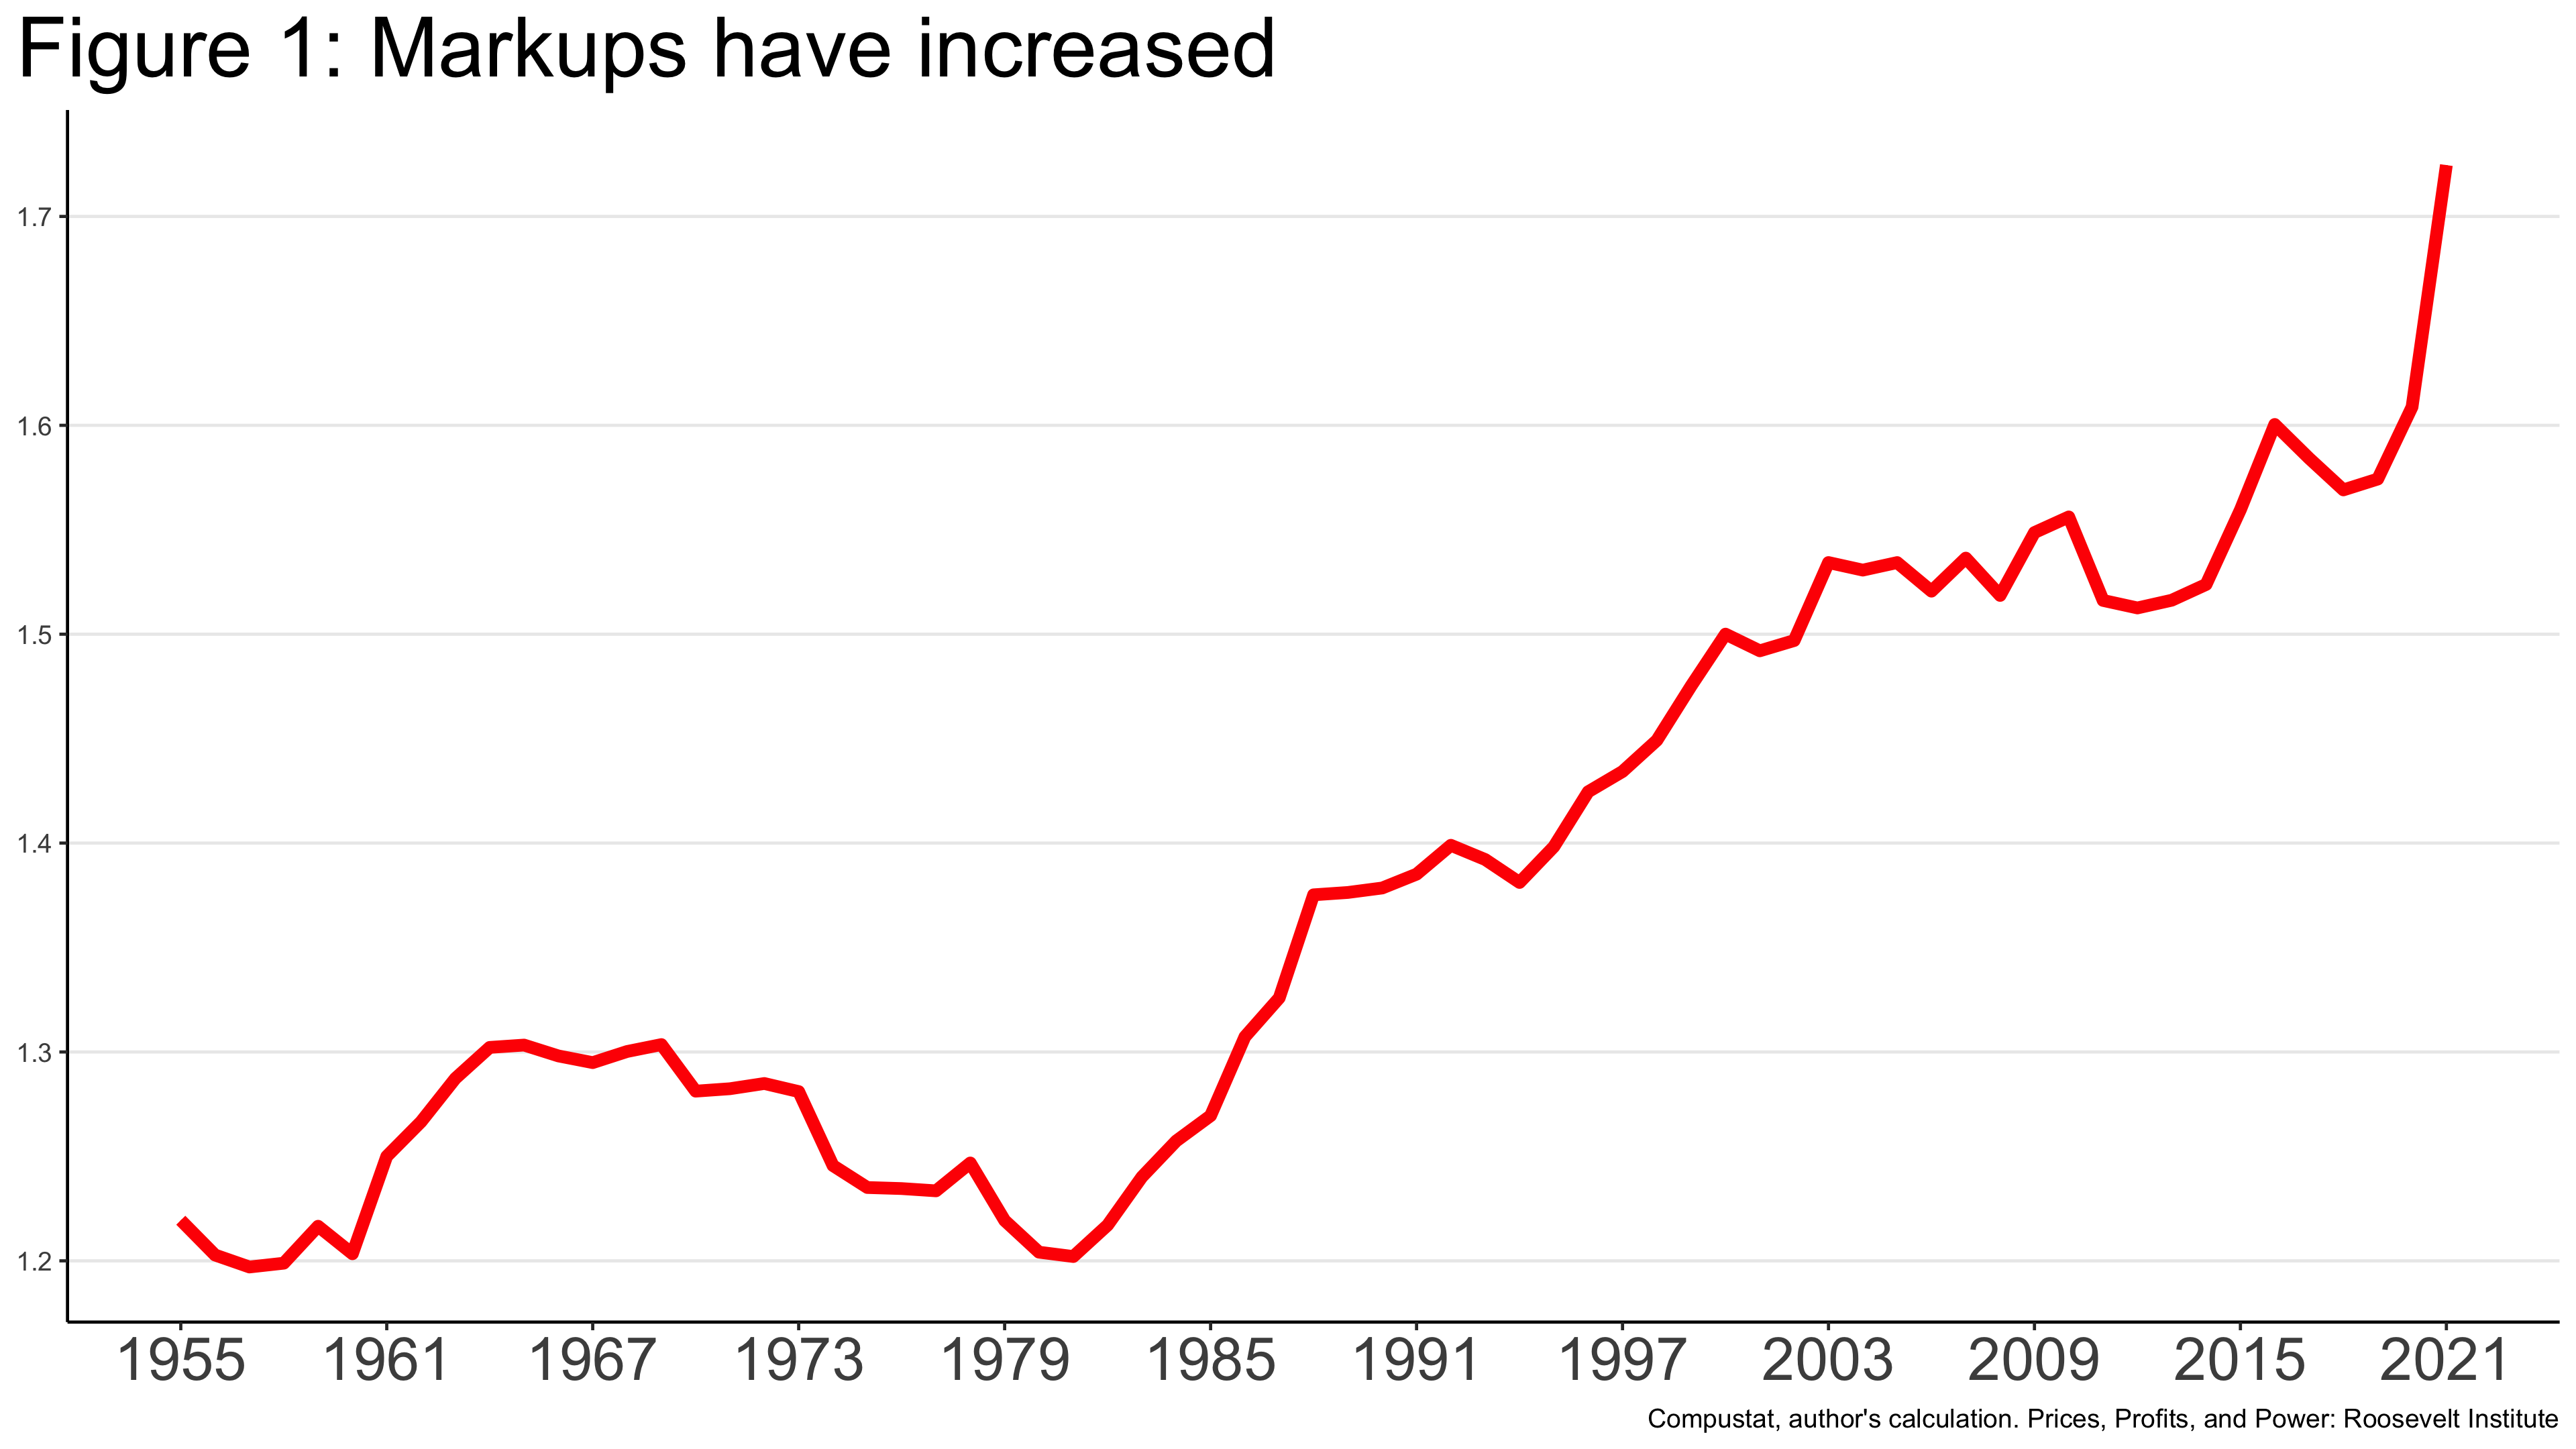 Figure 1: Markups have increased
1.7
1.6
1.5
1.4
1.3
1.2
1955 1961 1967 1973 1979 1985 1991 1997 2003 2009 2015 2021
Compustat, author's calculation. Prices, Profits, and Power: Roosevelt Institute